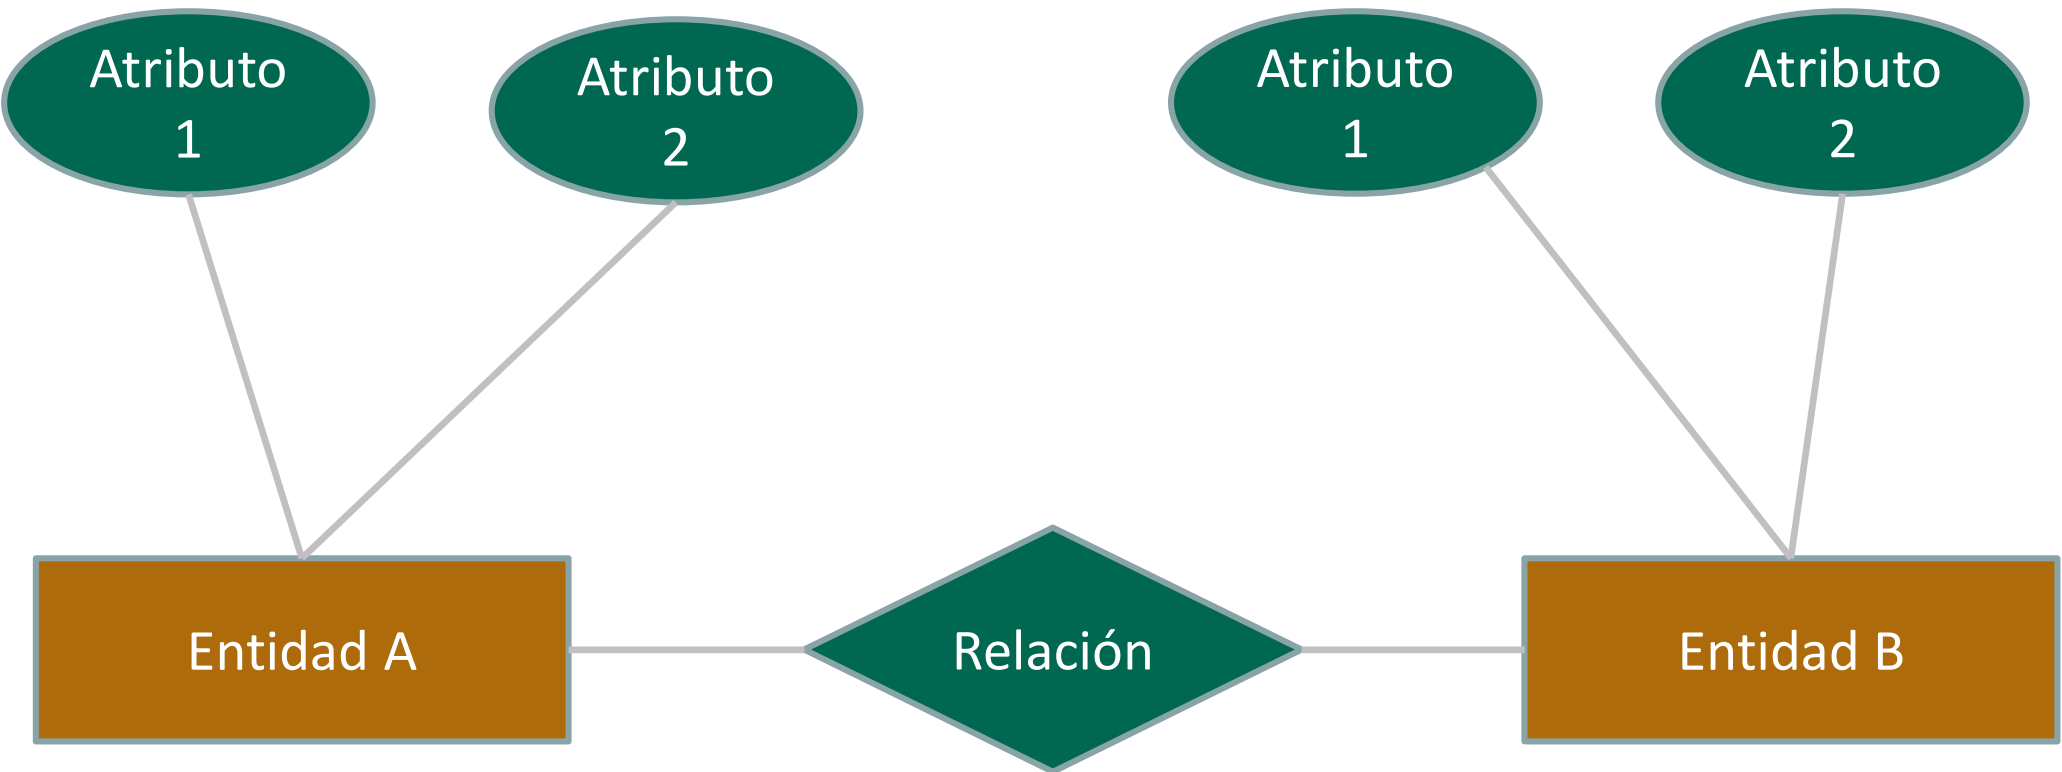 Atributo
1
Atributo
2
Atributo
1
Atributo
2
Entidad A
Relación
Entidad B